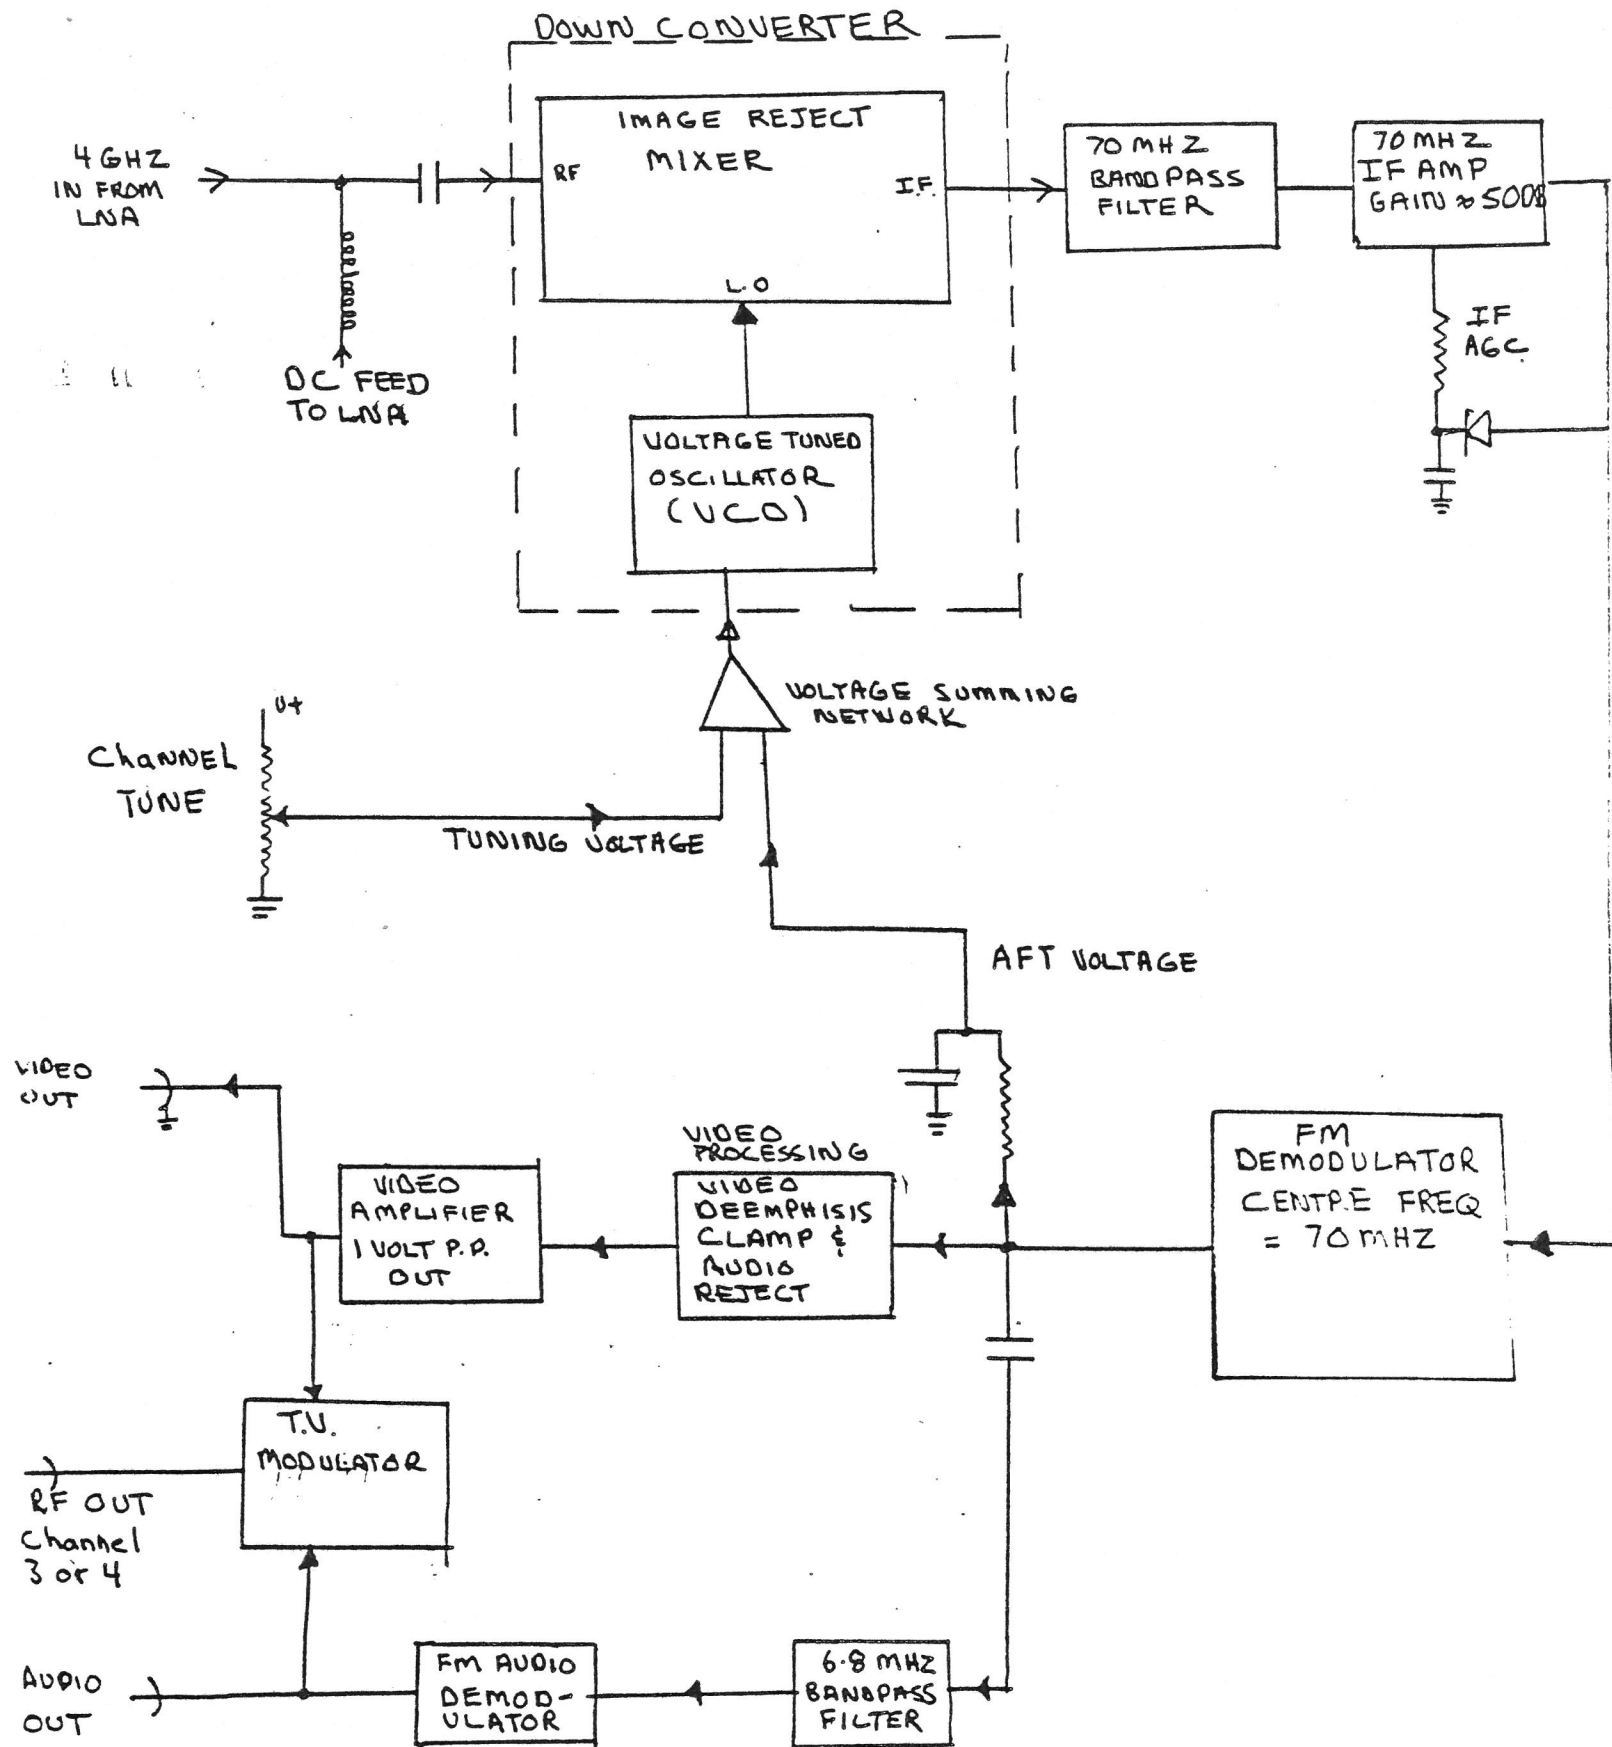 DOWN CONVERTER
4 GHZ
IN FROM
LNA
DC FEED
TO LNA
IMAGE REJECT
MIXER
RF
I.F.
L.O
VOLTAGE TUNED
OSCILLATOR
(VCO)
70 MHZ
BANDPASS
FILTER
70 MHZ
IF AMP
GAIN ≈ 50dB
IF
AGC
VOLTAGE SUMMING
NETWORK
V+
ChANNEL
TUNE
TUNING VOLTAGE
AFT VOLTAGE
VIDEO
OUT
VIDEO
AMPLIFIER
1 VOLT P.P.
OUT
VIDEO
PROCESSING
VIDEO
DEEMPHISIS
CLAMP &
AUDIO
REJECT
FM
DEMODULATOR
CENTRE FREQ
= 70 MHZ
T.V.
MODULATOR
RF OUT
Channel
3 or 4
AUDIO
OUT
FM AUDIO
DEMOD-
ULATOR
6.8 MHZ
BANDPASS
FILTER